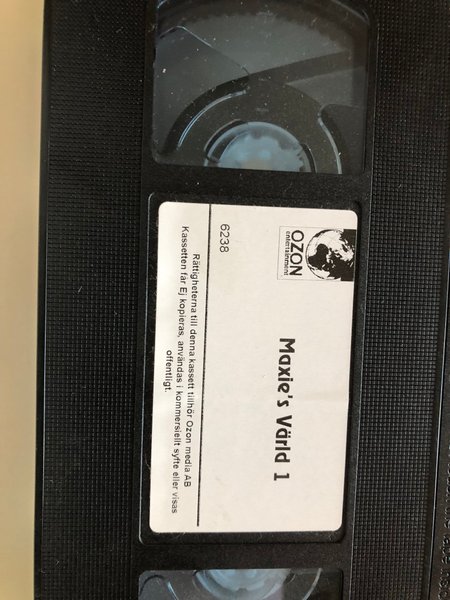 OZON
entertainment
Maxie's Värld 1
6238
Rättigheterna till denna kassett tillhör Ozon media AB
Kassetten får Ej kopieras, användas i kommersiellt syfte eller visas
offentligt.